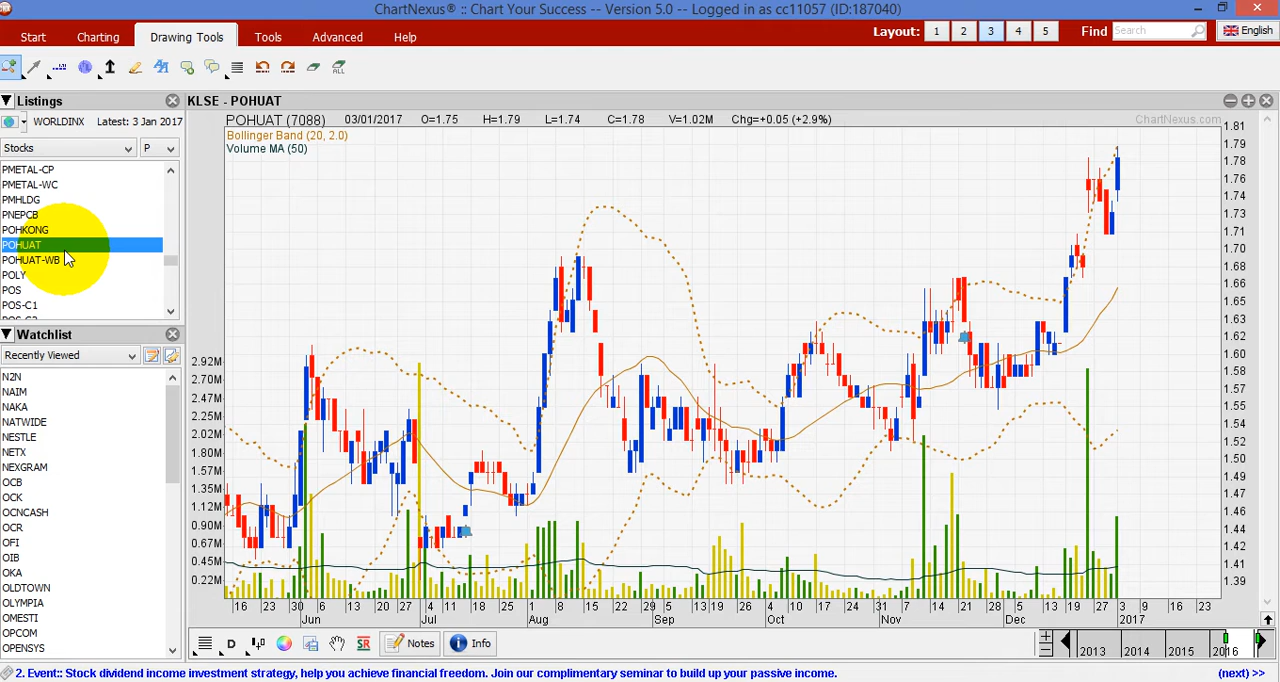 ChartNexus® :: Chart Your Success -- Version 5.0 -- Logged in as cc11057 (ID:187040)
Start Charting Drawing Tools Tools Advanced Help Layout: 1 2 3 4 5 Find Search English
ALL
Listings
WORLDINX Latest: 3 Jan 2017
Stocks P
PMETAL-CP
PMETAL-WC
PMHLDG
PNEPCB
POHKONG
POHUAT
POHUAT-WB
POLY
POS
POS-C1
Watchlist
Recently Viewed
N2N
NAIM
NAKA
NATWIDE
NESTLE
NETX
NEXGRAM
OCB
OCK
OCNCASH
OCR
OFI
OIB
OKA
OLDTOWN
OLYMPIA
OMESTI
OPCOM
OPENSYS
KLSE - POHUAT
POHUAT (7088) 03/01/2017 O=1.75 H=1.79 L=1.74 C=1.78 V=1.02M Chg=+0.05 (+2.9%) ChartNexus.com
Bollinger Band (20, 2.0)
Volume MA (50)
1.81
1.79
1.78
1.76
1.74
1.73
1.71
1.70
1.68
1.66
1.65
1.63
1.62
1.60
1.58
1.57
1.55
1.54
1.52
1.50
1.49
1.47
1.46
1.44
1.42
1.41
1.39
2.92M
2.70M
2.47M
2.25M
2.02M
1.80M
1.57M
1.35M
1.12M
0.90M
0.67M
0.45M
0.22M
16 23 30 6 13 20 27 4 11 18 25 1 8 15 22 29 5 13 19 26 4 10 17 24 31 7 14 21 28 5 13 19 27 3 9 16 23
Jun Jul Aug Sep Oct Nov Dec 2017
D SR Notes Info 2013 2014 2015 2016
2. Event:: Stock dividend income investment strategy, help you achieve financial freedom. Join our complimentary seminar to build up your passive income. (next) >>